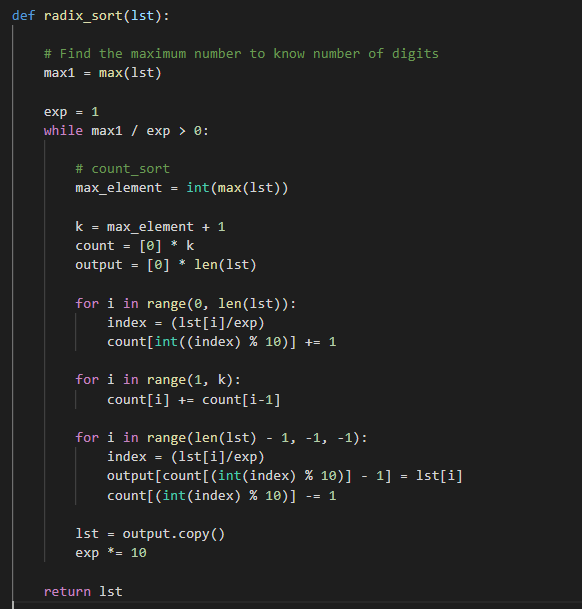 def radix_sort(lst):
# Find the maximum number to know number of digits
max1 = max(lst)
exp = 1
while max1 / exp > 0:
# count_sort
max_element = int(max(lst))
k = max_element + 1
count = [0] * k
output = [0] * len(lst)
for i in range(0, len(lst)):
index = (lst[i]/exp)
count[int((index) % 10)] += 1
for i in range(1, k):
count[i] += count[i-1]
for i in range(len(lst) - 1, -1, -1):
index = (lst[i]/exp)
output[count[(int(index) % 10)] - 1] = lst[i]
count[(int(index) % 10)] -= 1
lst = output.copy()
exp *= 10
return lst